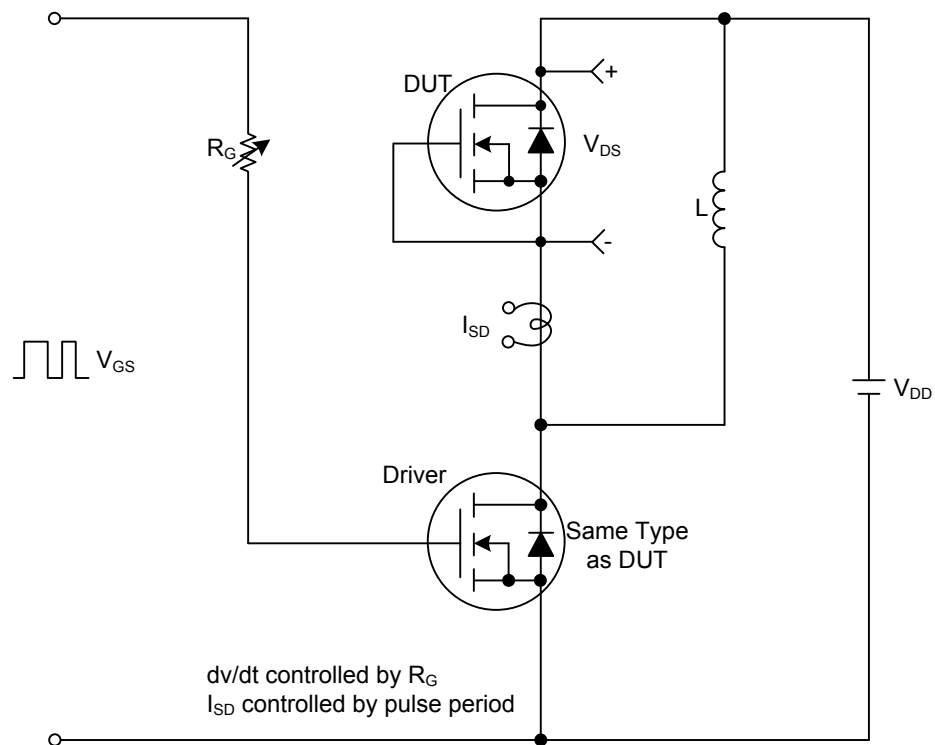 DUT
+
R_G
V_DS
L
-
I_SD
V_GS
V_DD
Driver
Same Type
as DUT
dv/dt controlled by R_G
I_SD controlled by pulse period